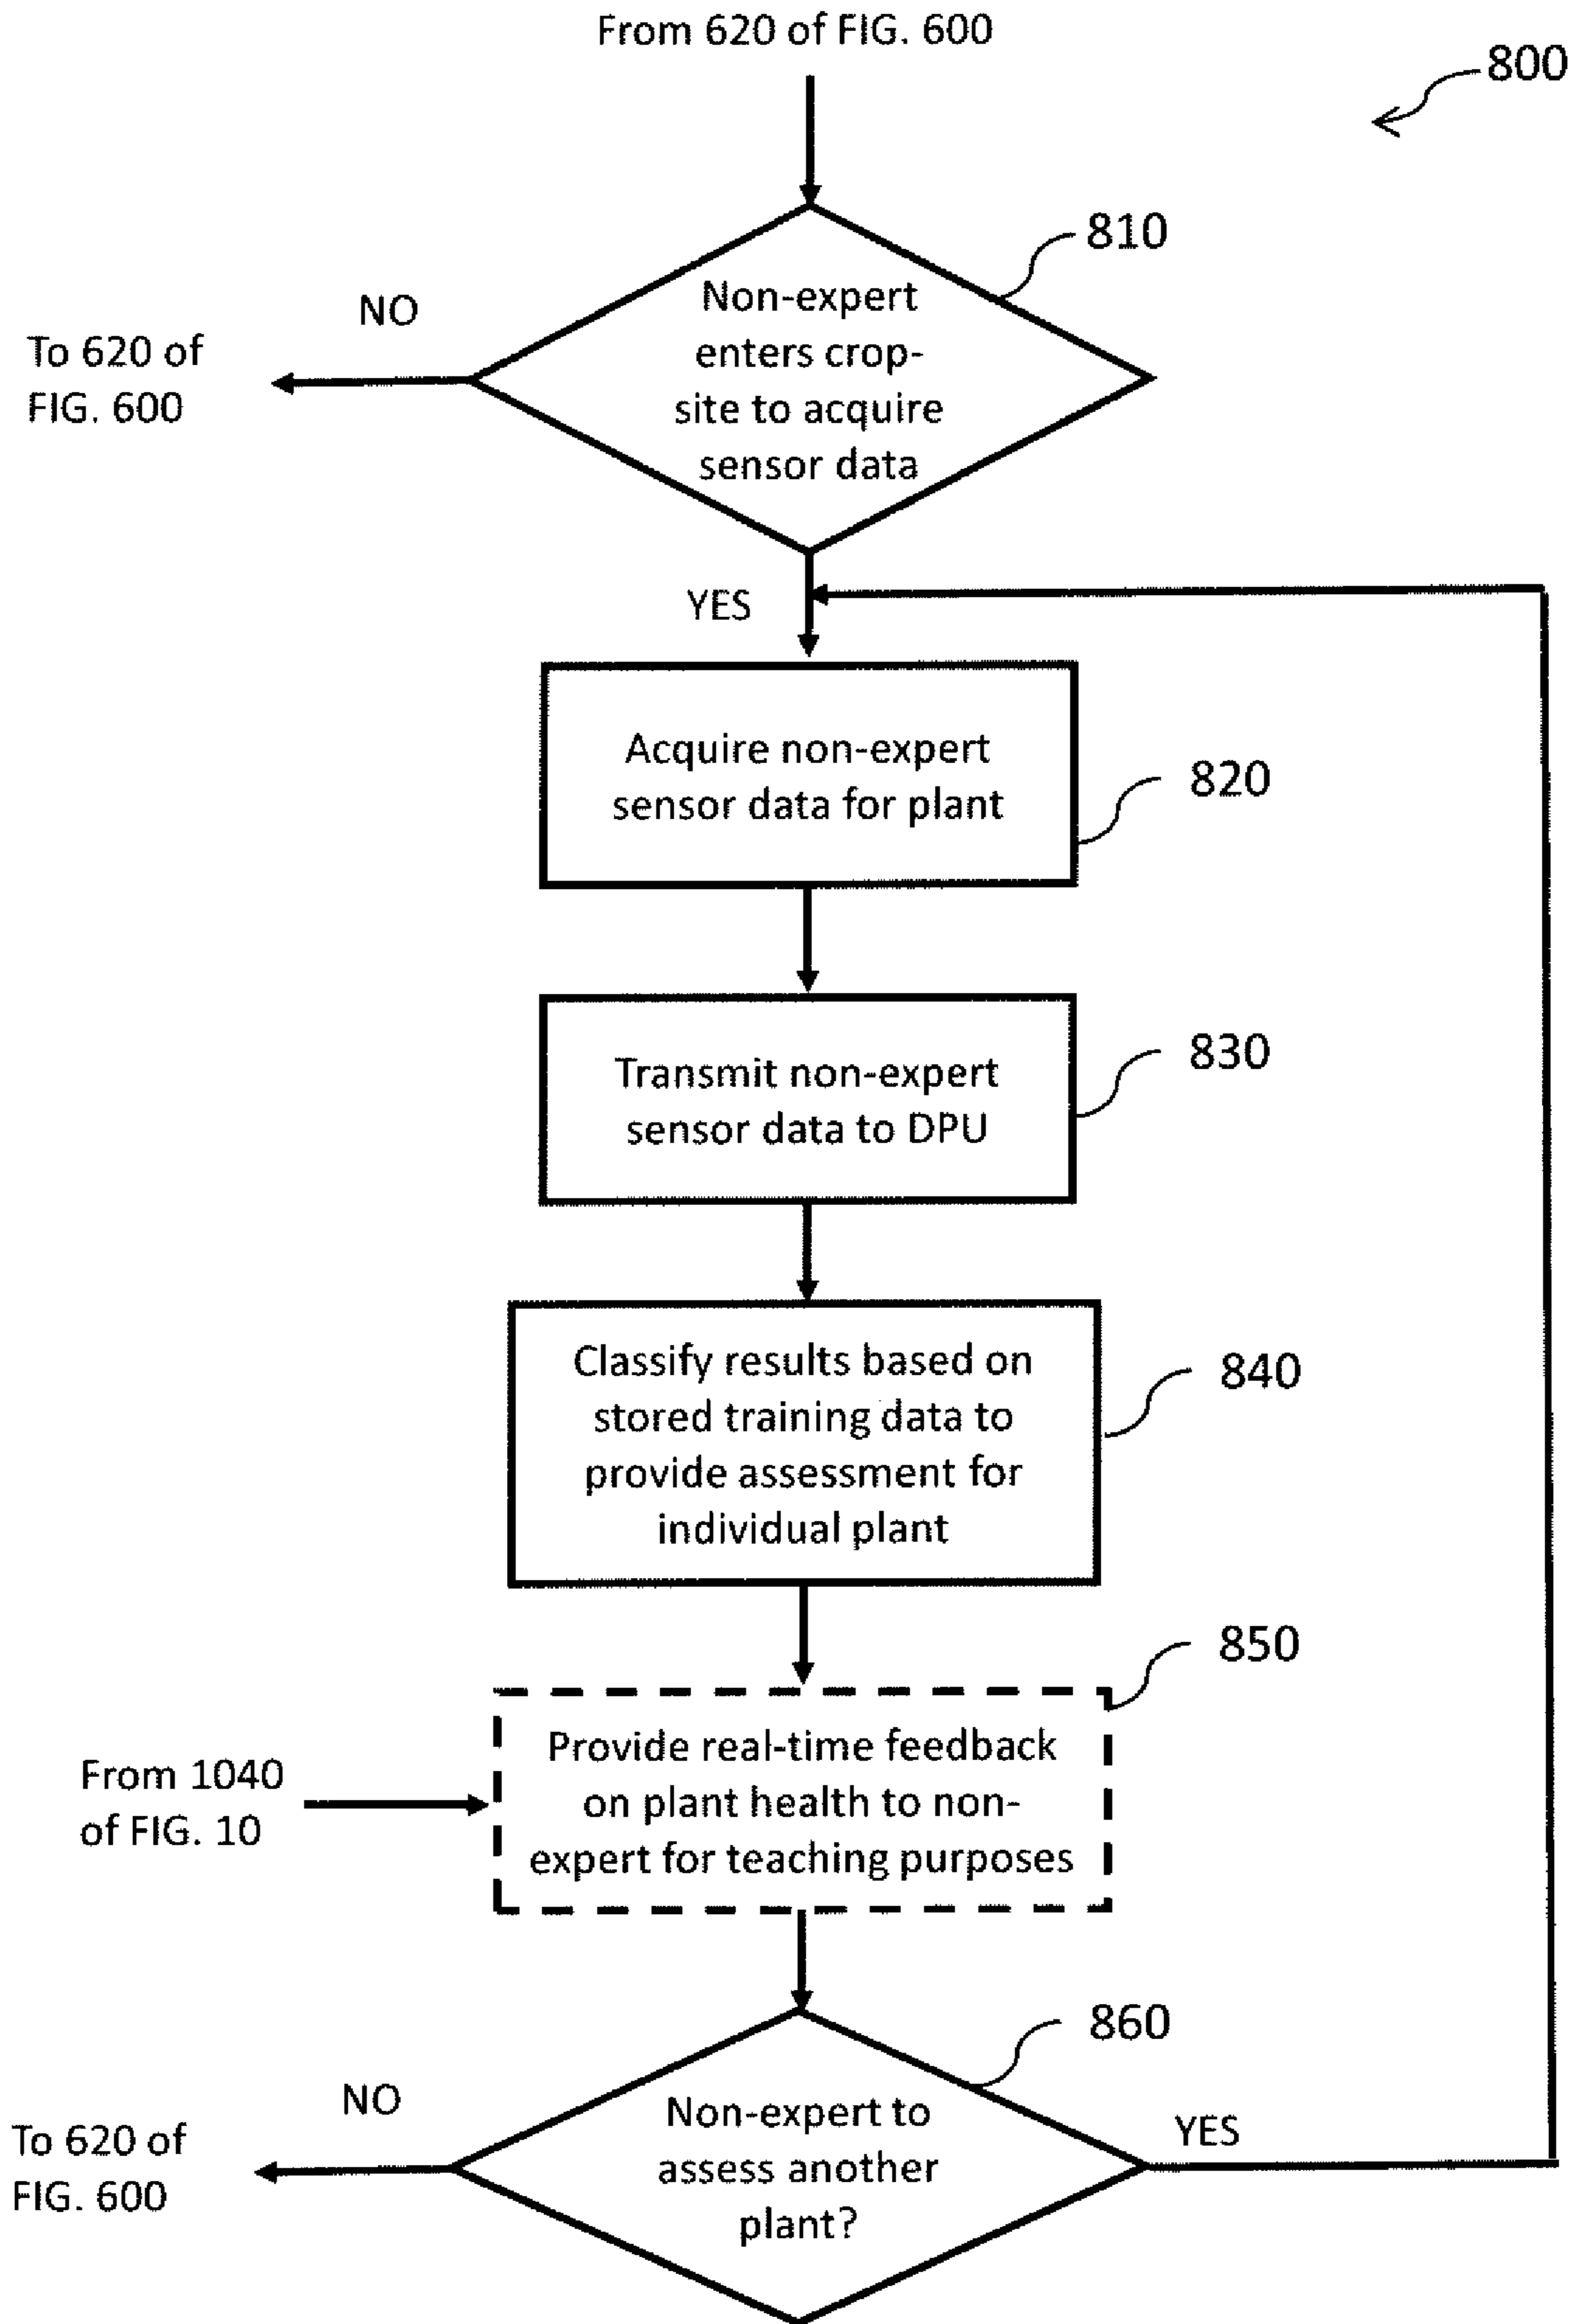 From 620 of FIG. 600
800
810
Non-expert
enters crop-
site to acquire
sensor data
NO
To 620 of
FIG. 600
YES
Acquire non-expert
sensor data for plant
820
Transmit non-expert
sensor data to DPU
830
Classify results based on
stored training data to
provide assessment for
individual plant
840
850
Provide real-time feedback
on plant health to non-
expert for teaching purposes
From 1040
of FIG. 10
860
Non-expert to
assess another
plant?
NO
To 620 of
FIG. 600
YES